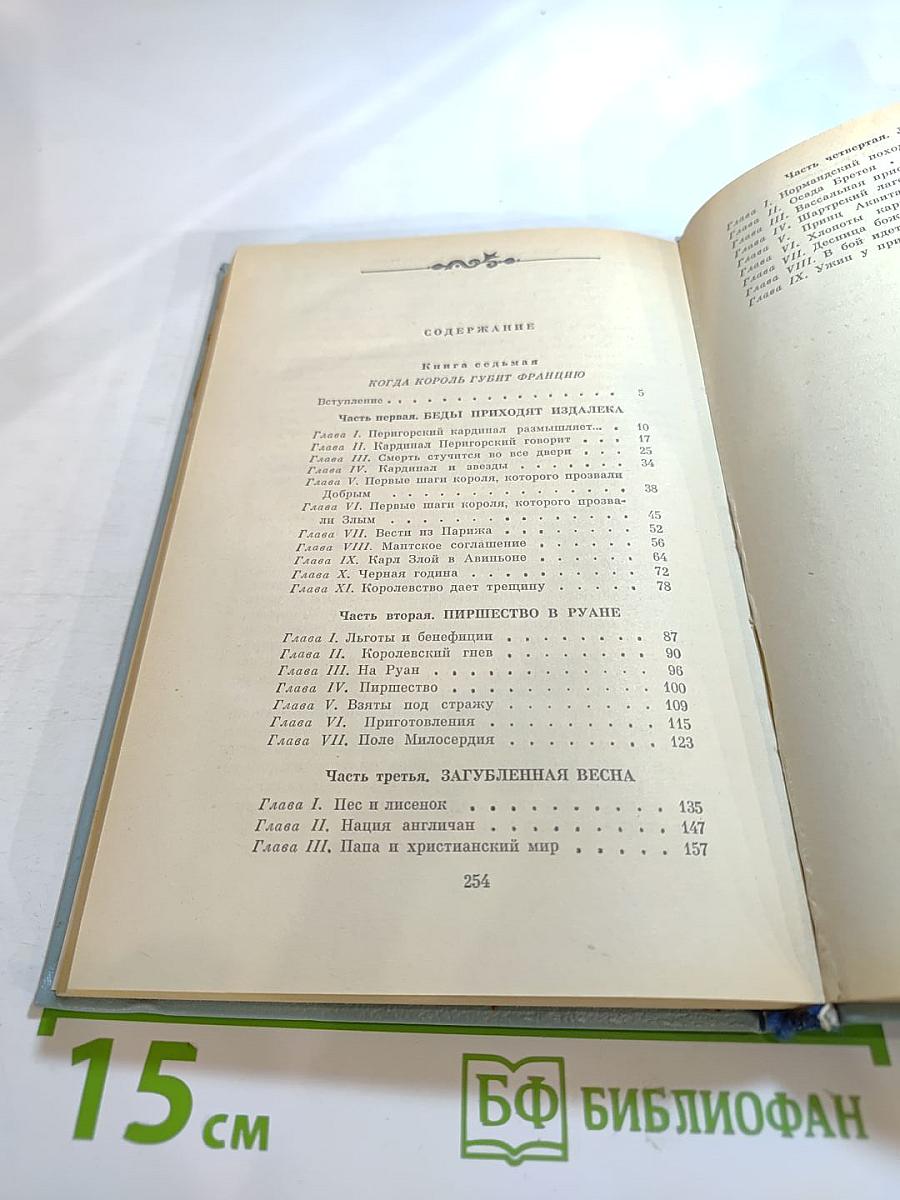 СОДЕРЖАНИЕ
Книга седьмая
КОГДА КОРОЛЬ ГУБИТ ФРАНЦИЮ
Вступление . . . . . . . . . . . . . . . . 5
Часть первая. БЕДЫ ПРИХОДЯТ ИЗДАЛЕКА
Глава I. Перигорский кардинал размышляет... . 10
Глава II. Кардинал Перигорский говорит . . . 17
Глава III. Смерть стучится во все двери . . . 25
Глава IV. Кардинал и звезды . . . . . . . 34
Глава V. Первые шаги короля, которого прозвали
Добрым . . . . . . . . . . . . . . 38
Глава VI. Первые шаги короля, которого прозва-
ли Злым . . . . . . . . . . . . . . 45
Глава VII. Вести из Парижа . . . . . . . . 52
Глава VIII. Мантское соглашение . . . . . . 56
Глава IX. Карл Злой в Авиньоне . . . . . . 64
Глава X. Черная година . . . . . . . . . 72
Глава XI. Королевство дает трещину . . . . . 78
Часть вторая. ПИРШЕСТВО В РУАНЕ
Глава I. Льготы и бенефиции . . . . . . . . 87
Глава II. Королевский гнев . . . . . . . . 90
Глава III. На Руан . . . . . . . . . . . 96
Глава IV. Пиршество . . . . . . . . . . 100
Глава V. Взяты под стражу . . . . . . . . 109
Глава VI. Приготовления . . . . . . . . . 115
Глава VII. Поле Милосердия . . . . . . . . 123
Часть третья. ЗАГУБЛЕННАЯ ВЕСНА
Глава I. Пес и лисенок . . . . . . . . . . 135
Глава II. Нация англичан . . . . . . . . . 147
Глава III. Папа и христианский мир . . . . . 157
254
Часть четвертая.
Глава I. Нормандский поход
Глава II. Осада Бретея .
Глава III. Вассальная
Глава IV. Шартрский
Глава V. Принц
Глава VI. Хлопоты
Глава VII. Десница
Глава VIII. В бой идет
Глава IX. Ужин у
15 см
БФ БИБЛИОФАН